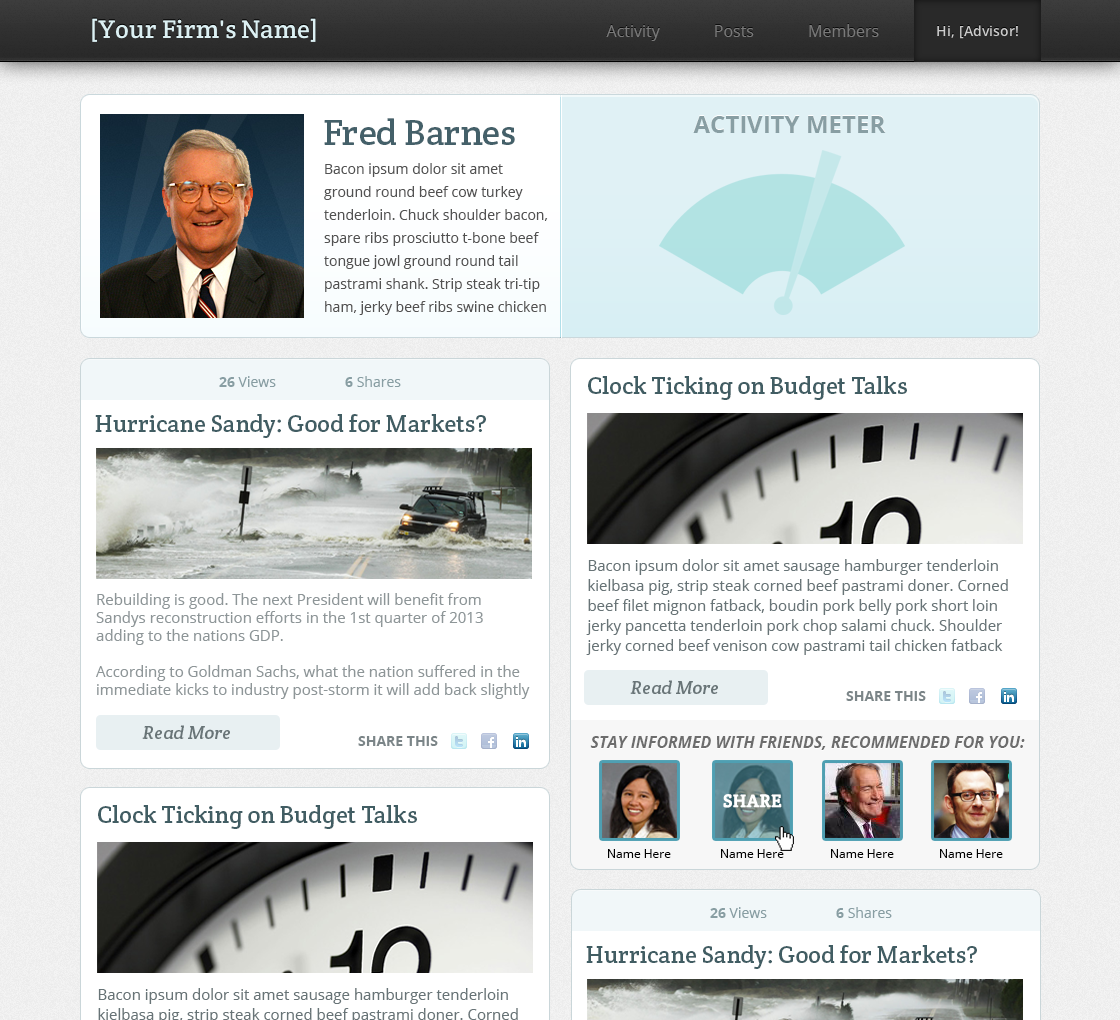 [Your Firm's Name]
Activity
Posts
Members
Hi, [Advisor!
Fred Barnes
Bacon ipsum dolor sit amet
ground round beef cow turkey
tenderloin. Chuck shoulder bacon,
spare ribs prosciutto t-bone beef
tongue jowl ground round tail
pastrami shank. Strip steak tri-tip
ham, jerky beef ribs swine chicken
ACTIVITY METER
26 Views
6 Shares
Hurricane Sandy: Good for Markets?
Rebuilding is good. The next President will benefit from
Sandys reconstruction efforts in the 1st quarter of 2013
adding to the nations GDP.
According to Goldman Sachs, what the nation suffered in the
immediate kicks to industry post-storm it will add back slightly
Read More
SHARE THIS
Clock Ticking on Budget Talks
10
Bacon ipsum dolor sit amet sausage hamburger tenderloin
kielbasa pig, strip steak corned beef pastrami doner. Corned
Clock Ticking on Budget Talks
10
Bacon ipsum dolor sit amet sausage hamburger tenderloin
kielbasa pig, strip steak corned beef pastrami doner. Corned
beef filet mignon fatback, boudin pork belly pork short loin
jerky pancetta tenderloin pork chop salami chuck. Shoulder
jerky corned beef venison cow pastrami tail chicken fatback
Read More
SHARE THIS
STAY INFORMED WITH FRIENDS, RECOMMENDED FOR YOU:
SHARE
Name Here
Name Here
Name Here
Name Here
26 Views
6 Shares
Hurricane Sandy: Good for Markets?